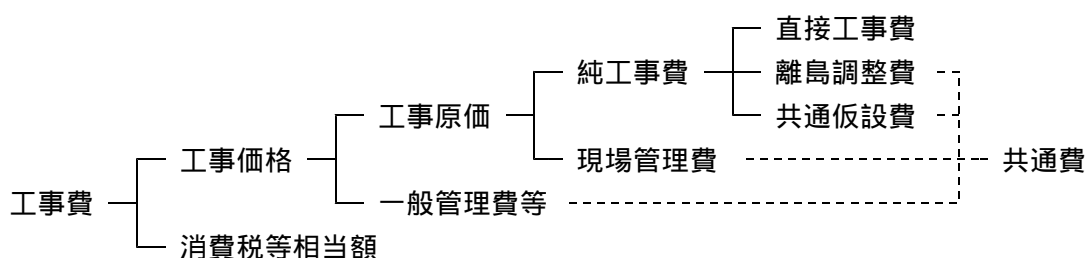 直接工事費
純工事費
離島調整費
工事原価
共通仮設費
工事価格
現場管理費
共通費
工事費
一般管理費等
消費税等相当額